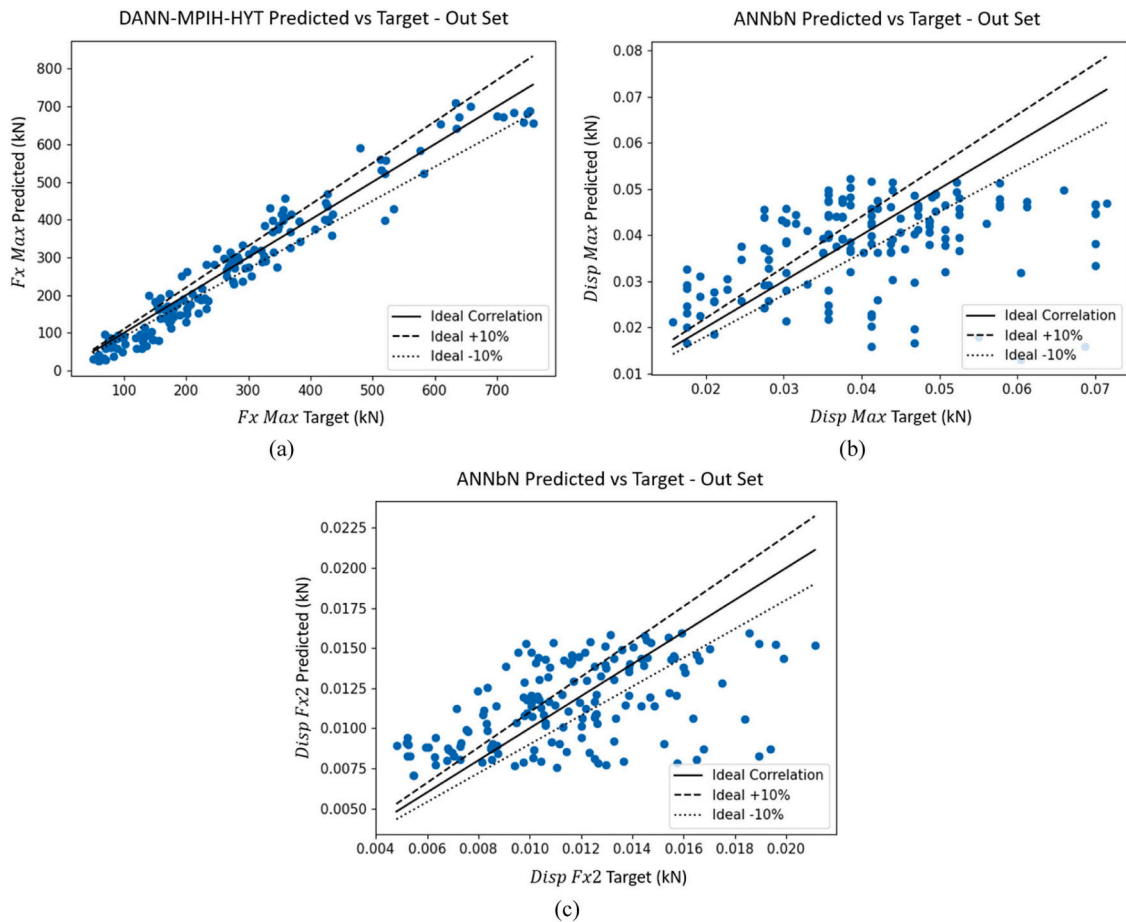 DANN-MPIH-HYT Predicted vs Target - Out Set
Fx Max Predicted (kN)
800
700
600
500
400
300
200
100
0
Ideal Correlation
Ideal +10%
Ideal -10%
100 200 300 400 500 600 700
Fx Max Target (kN)
(a)
ANNbN Predicted vs Target - Out Set
Disp Max Predicted (kN)
0.08
0.07
0.06
0.05
0.04
0.03
0.02
0.01
Ideal Correlation
Ideal +10%
Ideal -10%
0.02 0.03 0.04 0.05 0.06 0.07
Disp Max Target (kN)
(b)
ANNbN Predicted vs Target - Out Set
Disp Fx2 Predicted (kN)
0.0225
0.0200
0.0175
0.0150
0.0125
0.0100
0.0075
0.0050
Ideal Correlation
Ideal +10%
Ideal -10%
0.004 0.006 0.008 0.010 0.012 0.014 0.016 0.018 0.020
Disp Fx2 Target (kN)
(c)